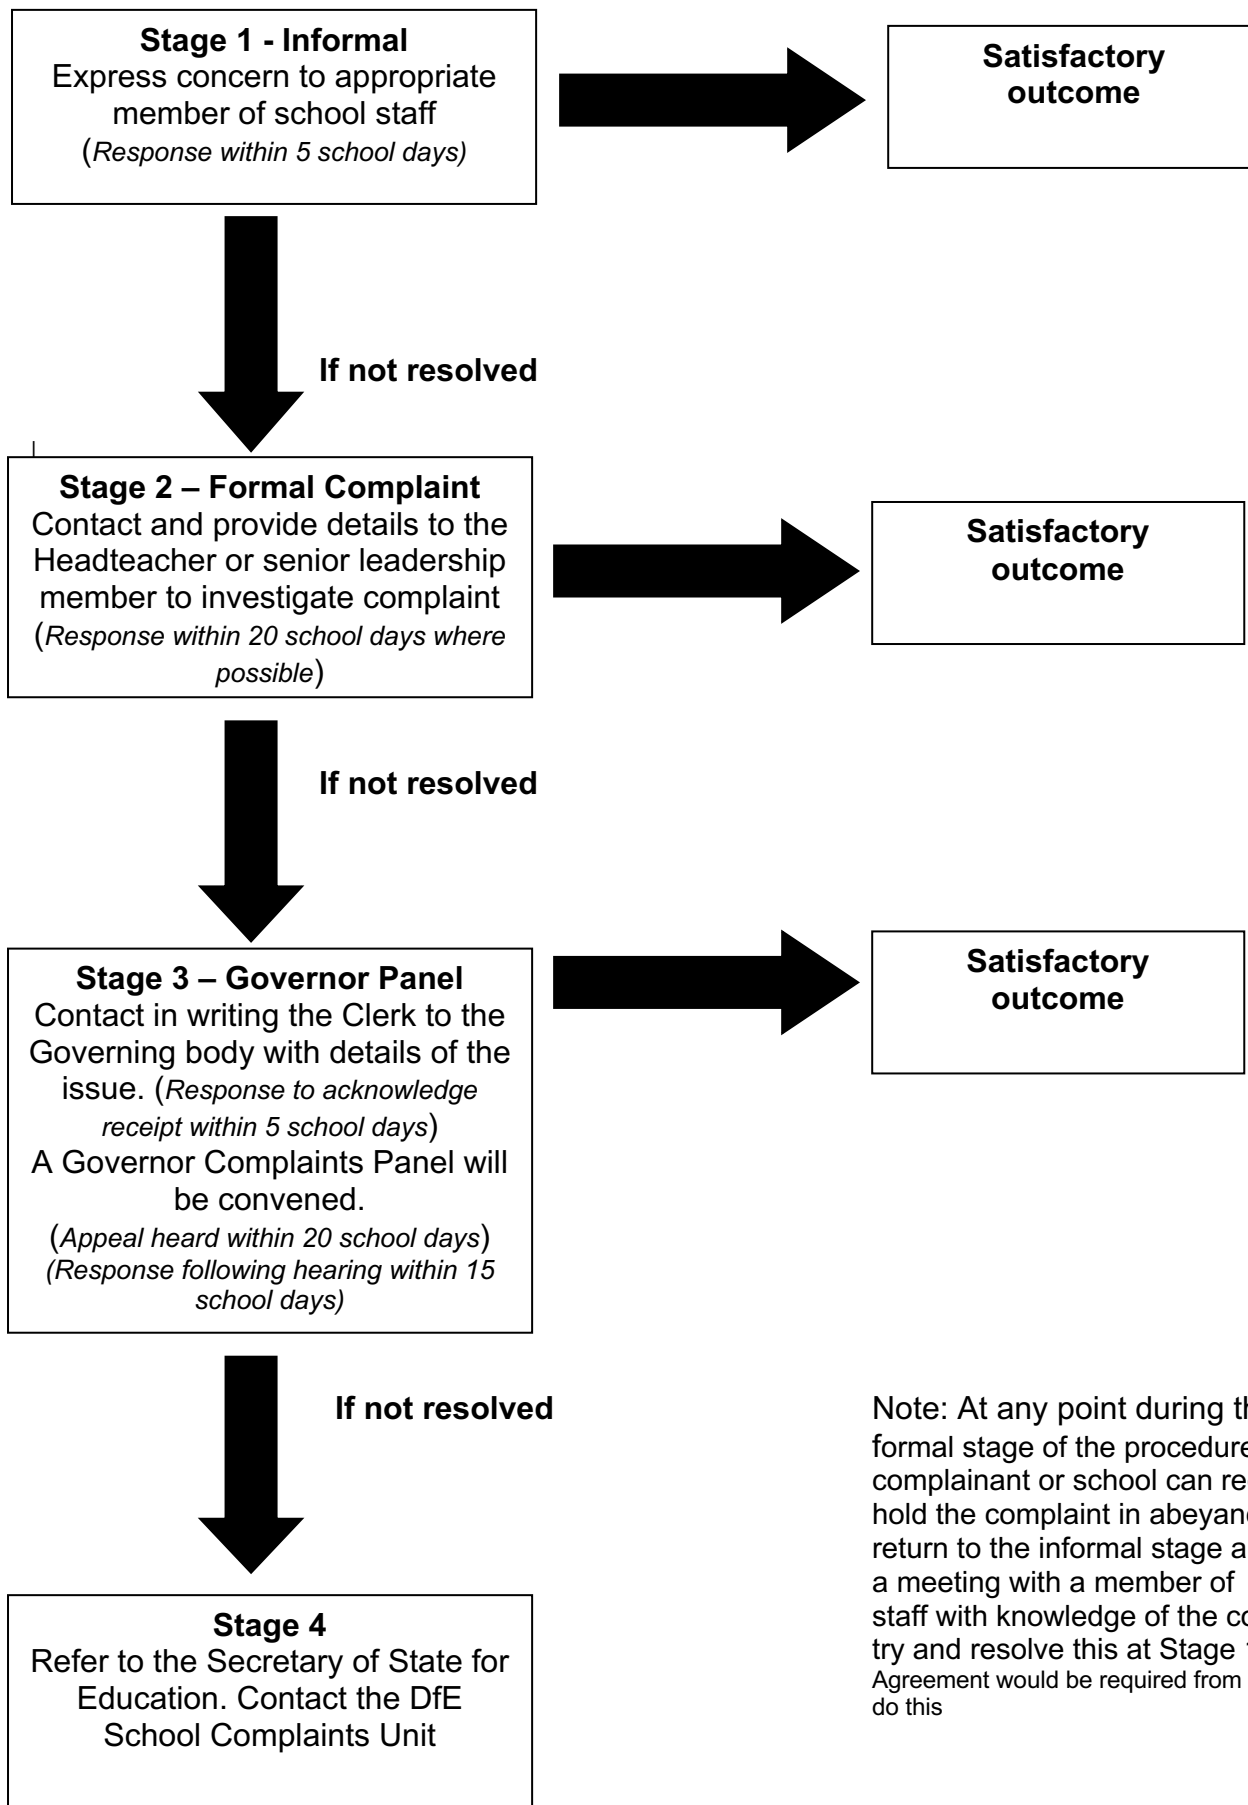 Stage 1 - Informal
Express concern to appropriate
member of school staff
(Response within 5 school days)
Satisfactory
outcome
If not resolved
Stage 2 – Formal Complaint
Contact and provide details to the
Headteacher or senior leadership
member to investigate complaint
(Response within 20 school days where
possible)
Satisfactory
outcome
If not resolved
Stage 3 – Governor Panel
Contact in writing the Clerk to the
Governing body with details of the
issue. (Response to acknowledge
receipt within 5 school days)
A Governor Complaints Panel will
be convened.
(Appeal heard within 20 school days)
(Response following hearing within 15
school days)
Satisfactory
outcome
If not resolved
Stage 4
Refer to the Secretary of State for
Education. Contact the DfE
School Complaints Unit
Note: At any point during
formal stage of the procedure
complainant or school can
hold the complaint in
return to the informal stage
a meeting with a member of
staff with knowledge of the
try and resolve this at Stage
Agreement would be required from
do this